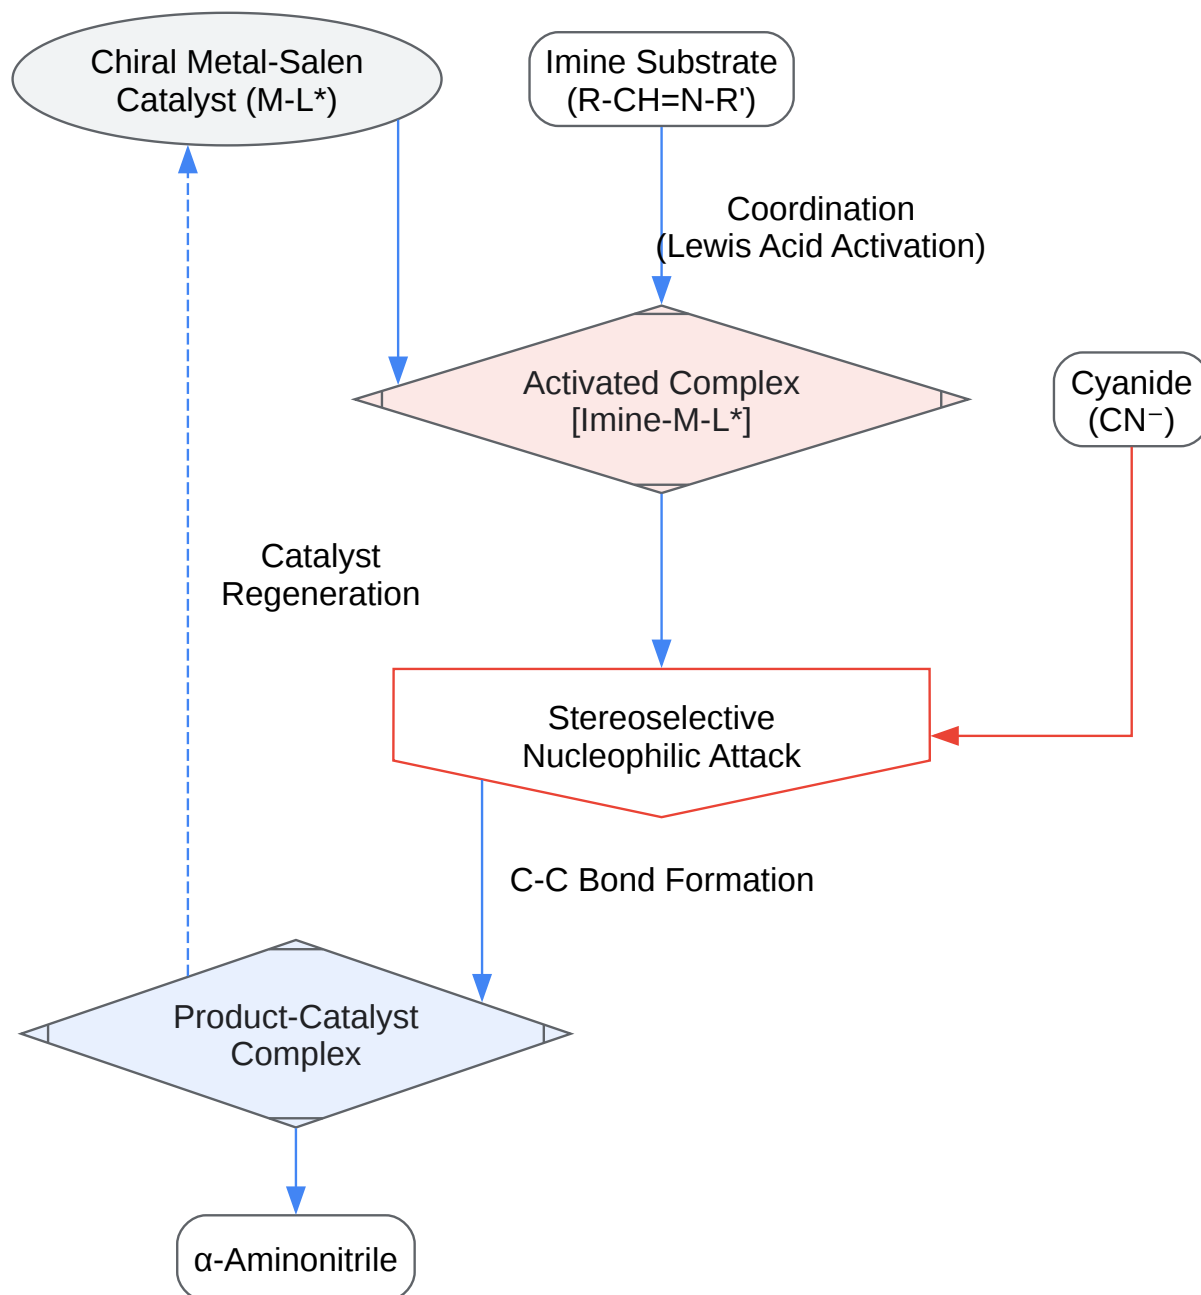 Chiral Metal-Salen
Catalyst (M-L*)
Imine Substrate
(R-CH=N-R')
Coordination
(Lewis Acid Activation)
Activated Complex
[Imine-M-L*]
Cyanide
(CN⁻)
Catalyst
Regeneration
Stereoselective
Nucleophilic Attack
C-C Bond Formation
Product-Catalyst
Complex
α-Aminonitrile